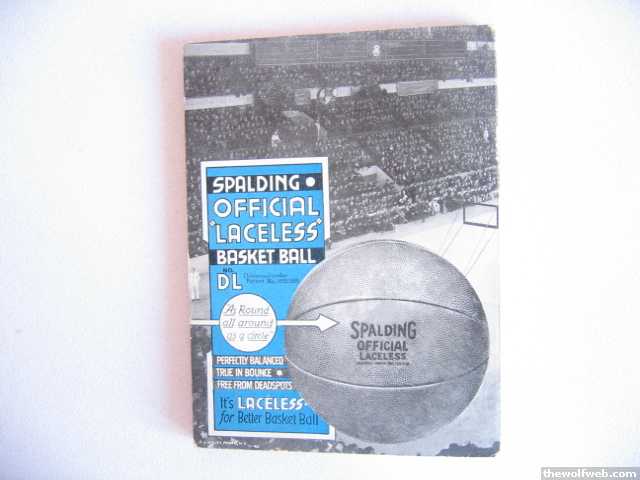 SPALDING •
OFFICIAL
"LACELESS"
BASKET BALL
NO.
DL
"As Round
all around
as a circle"
PERFECTLY BALANCED
TRUE IN BOUNCE •
FREE FROM DEADSPOTS
It's LACELESS-
for Better Basket Ball
SPALDING
OFFICIAL
LACELESS
thewolfweb.com